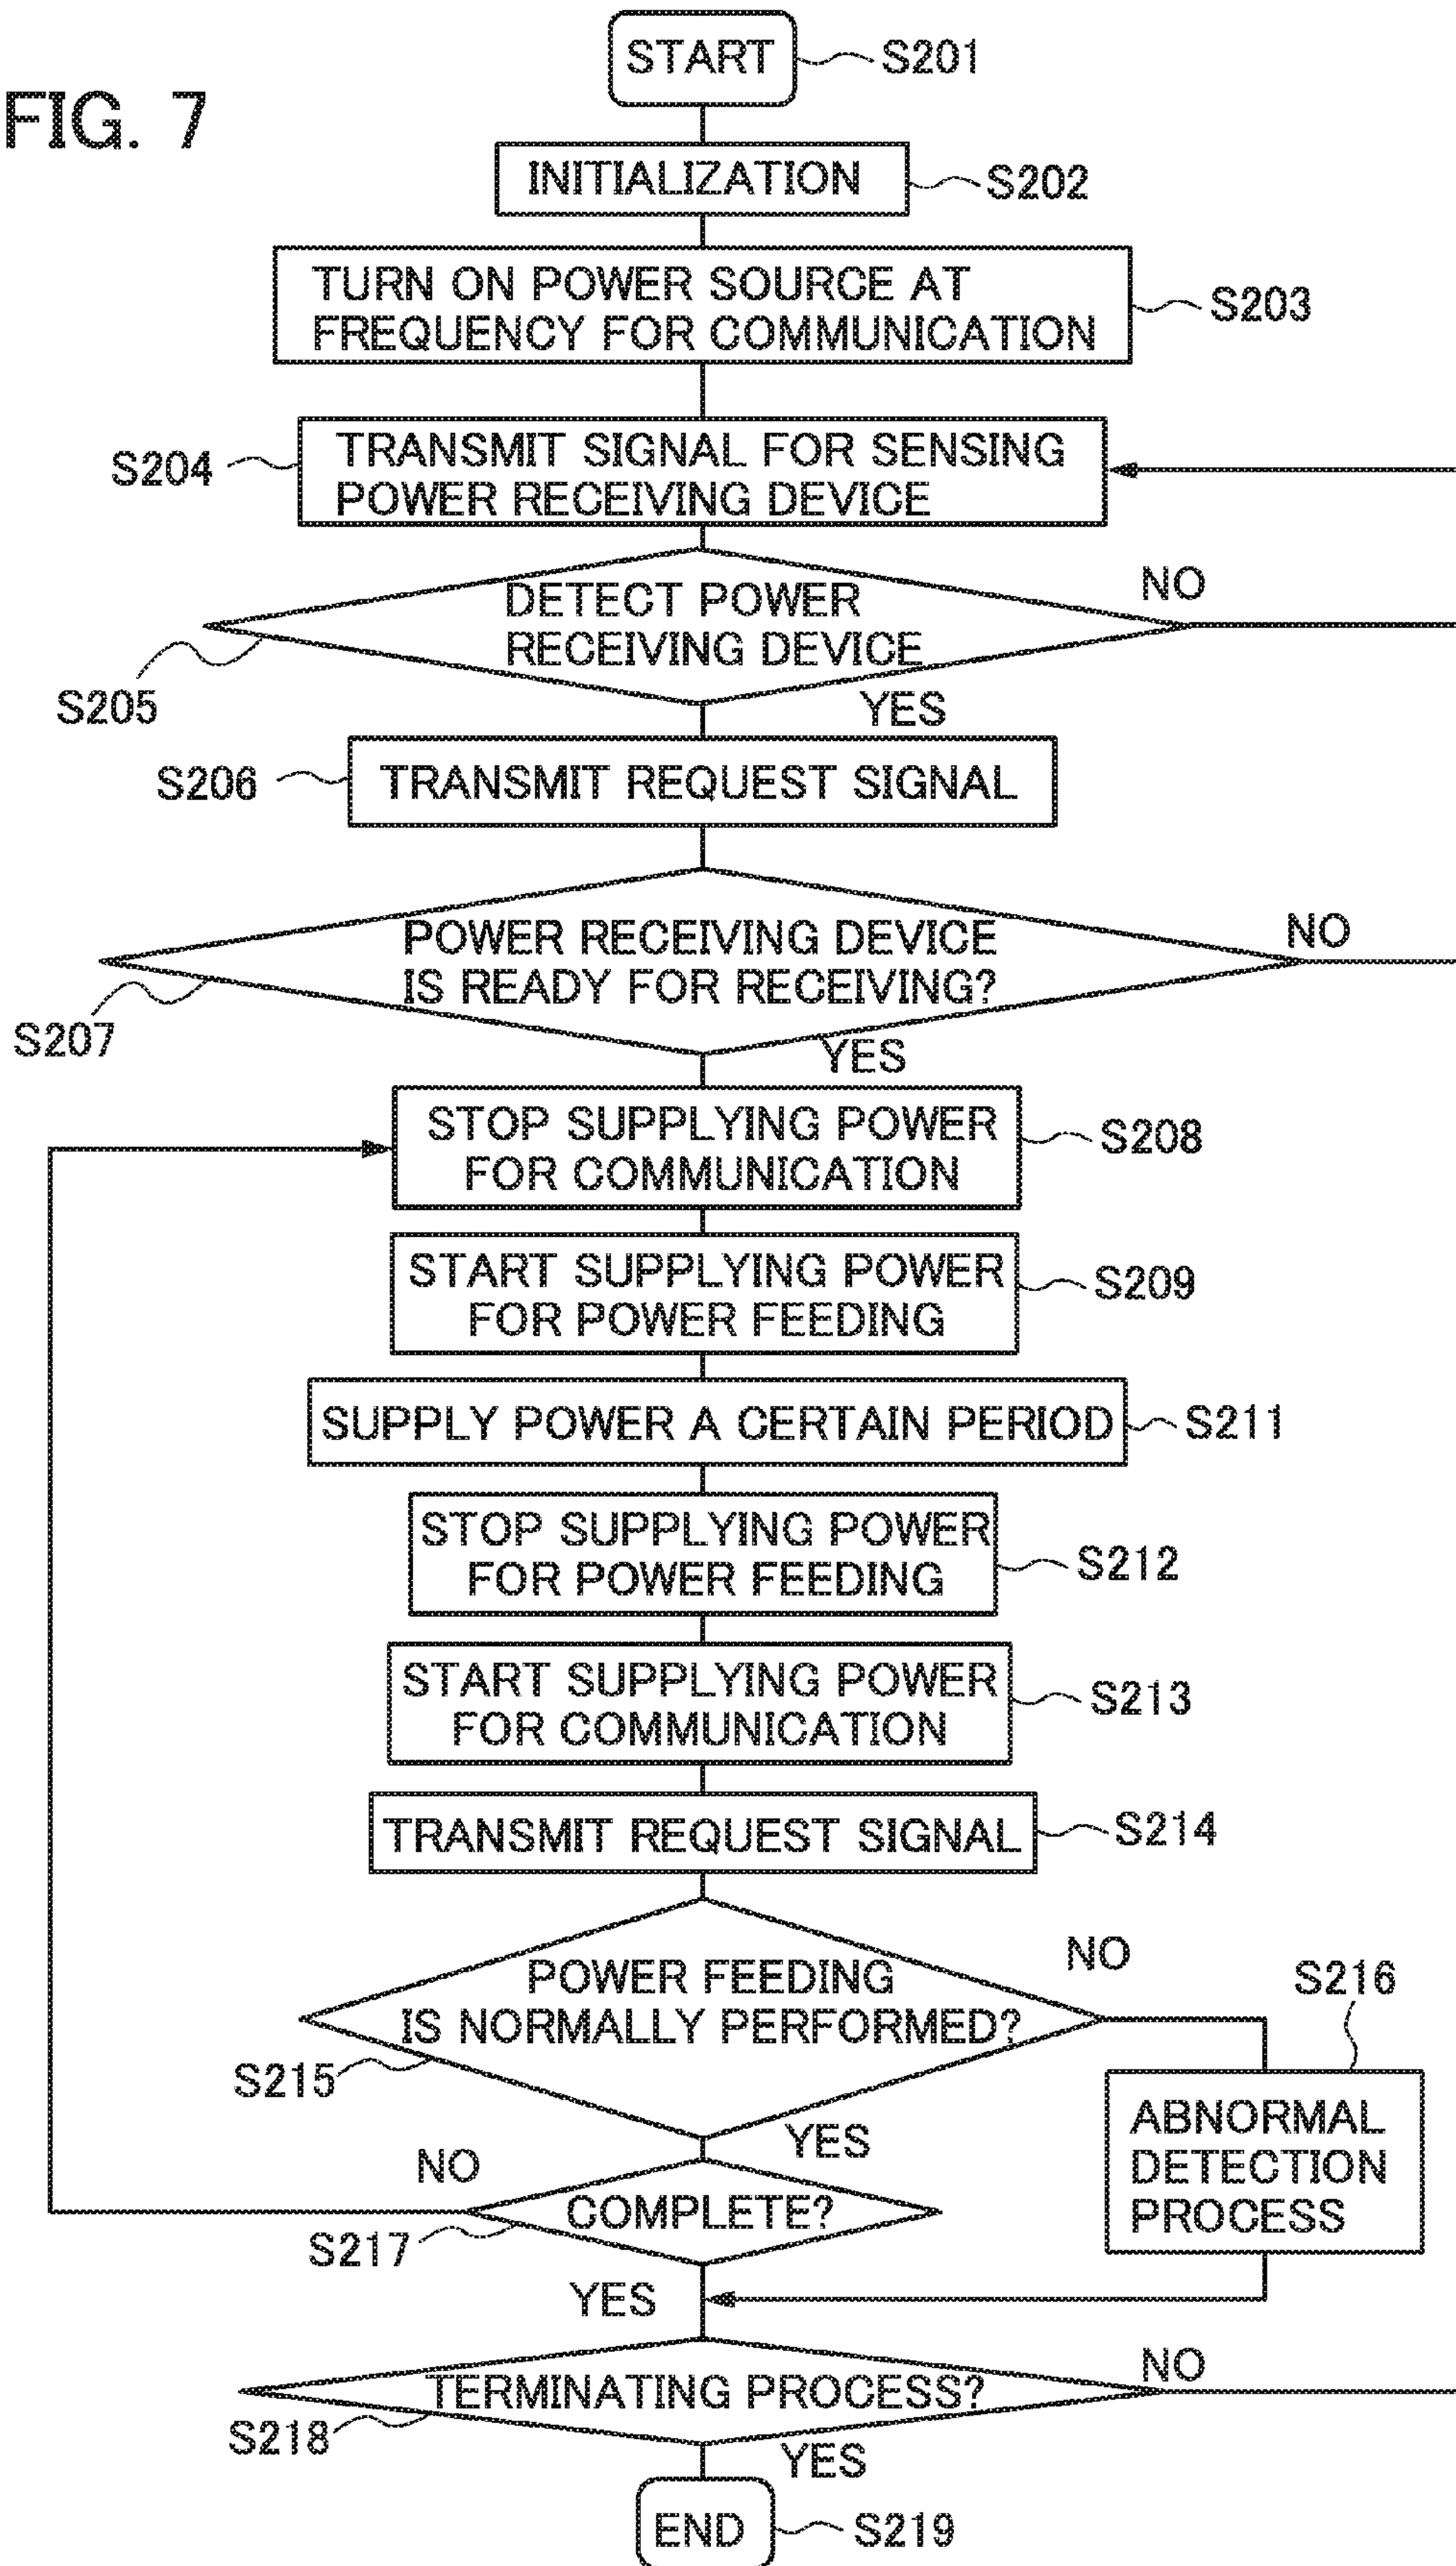 FIG. 7
START
S201
INITIALIZATION
S202
TURN ON POWER SOURCE AT
FREQUENCY FOR COMMUNICATION
S203
S204
TRANSMIT SIGNAL FOR SENSING
POWER RECEIVING DEVICE
DETECT POWER
RECEIVING DEVICE
NO
S205
YES
S206
TRANSMIT REQUEST SIGNAL
POWER RECEIVING DEVICE
IS READY FOR RECEIVING?
NO
S207
YES
STOP SUPPLYING POWER
FOR COMMUNICATION
S208
START SUPPLYING POWER
FOR POWER FEEDING
S209
SUPPLY POWER A CERTAIN PERIOD
S211
STOP SUPPLYING POWER
FOR POWER FEEDING
S212
START SUPPLYING POWER
FOR COMMUNICATION
S213
TRANSMIT REQUEST SIGNAL
S214
POWER FEEDING
IS NORMALLY PERFORMED?
NO
S216
S215
YES
ABNORMAL
DETECTION
PROCESS
NO
COMPLETE?
S217
YES
TERMINATING PROCESS?
NO
S218
YES
END
S219